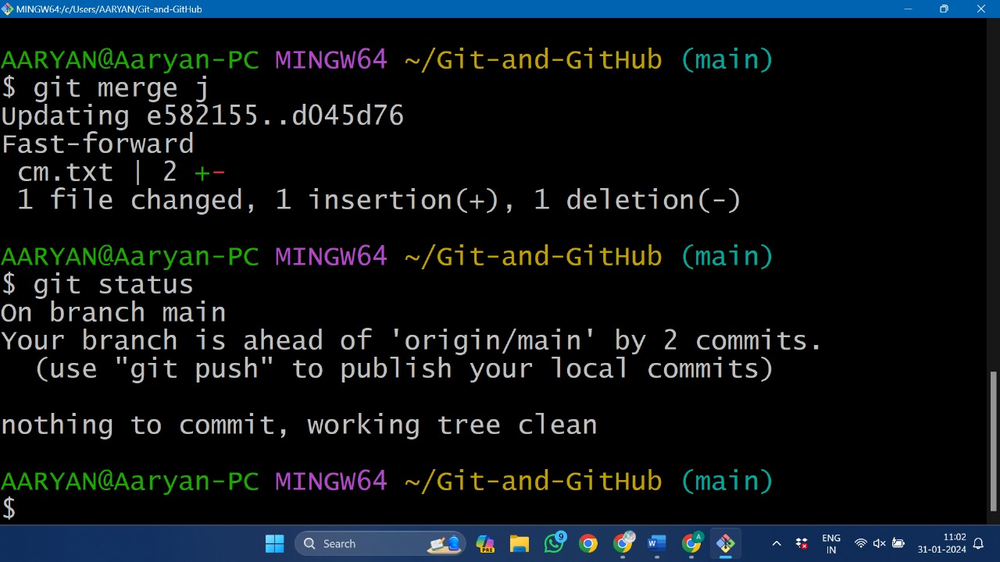 MINGW64:/c/Users/AARYAN/Git-and-GitHub
AARYAN@Aaryan-PC MINGW64 ~/Git-and-GitHub (main)
$ git merge j
Updating e582155..d045d76
Fast-forward
 cm.txt | 2 +-
 1 file changed, 1 insertion(+), 1 deletion(-)
AARYAN@Aaryan-PC MINGW64 ~/Git-and-GitHub (main)
$ git status
On branch main
Your branch is ahead of 'origin/main' by 2 commits.
  (use "git push" to publish your local commits)
nothing to commit, working tree clean
AARYAN@Aaryan-PC MINGW64 ~/Git-and-GitHub (main)
$
Search
PRE
9
W
A
ENG
IN
11:02
31-01-2024